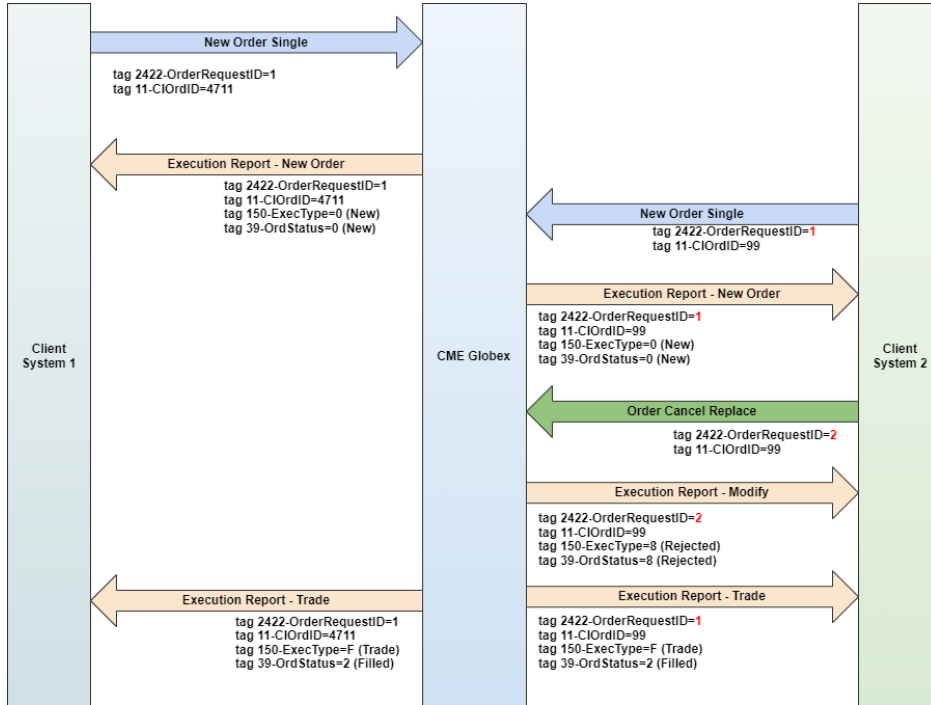 New Order Single
tag 2422-OrderRequestID=1
tag 11-ClOrdID=4711
Execution Report - New Order
tag 2422-OrderRequestID=1
tag 11-ClOrdID=4711
tag 150-ExecType=0 (New)
tag 39-OrdStatus=0 (New)
New Order Single
tag 2422-OrderRequestID=1
tag 11-ClOrdID=99
Execution Report - New Order
tag 2422-OrderRequestID=1
tag 11-ClOrdID=99
tag 150-ExecType=0 (New)
tag 39-OrdStatus=0 (New)
Client
System 1
CME Globex
Client
System 2
Order Cancel Replace
tag 2422-OrderRequestID=2
tag 11-ClOrdID=99
Execution Report - Modify
tag 2422-OrderRequestID=2
tag 11-ClOrdID=99
tag 150-ExecType=8 (Rejected)
tag 39-OrdStatus=8 (Rejected)
Execution Report - Trade
tag 2422-OrderRequestID=1
tag 11-ClOrdID=4711
tag 150-ExecType=F (Trade)
tag 39-OrdStatus=2 (Filled)
Execution Report - Trade
tag 2422-OrderRequestID=1
tag 11-ClOrdID=99
tag 150-ExecType=F (Trade)
tag 39-OrdStatus=2 (Filled)